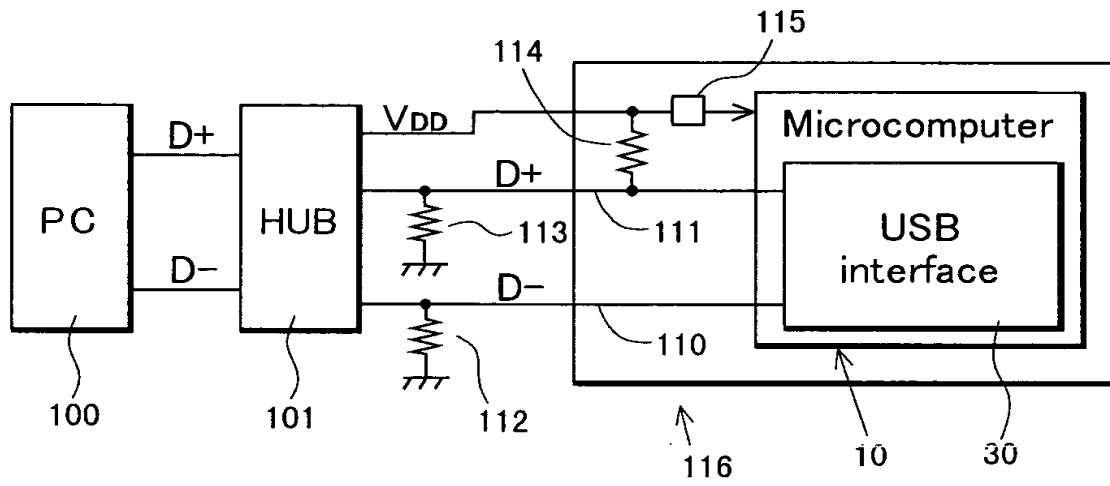 115
114
VDD
Microcomputer
D+
D+
PC
HUB
USB
interface
113
111
D-
D-
110
100
101
112
116
10
30